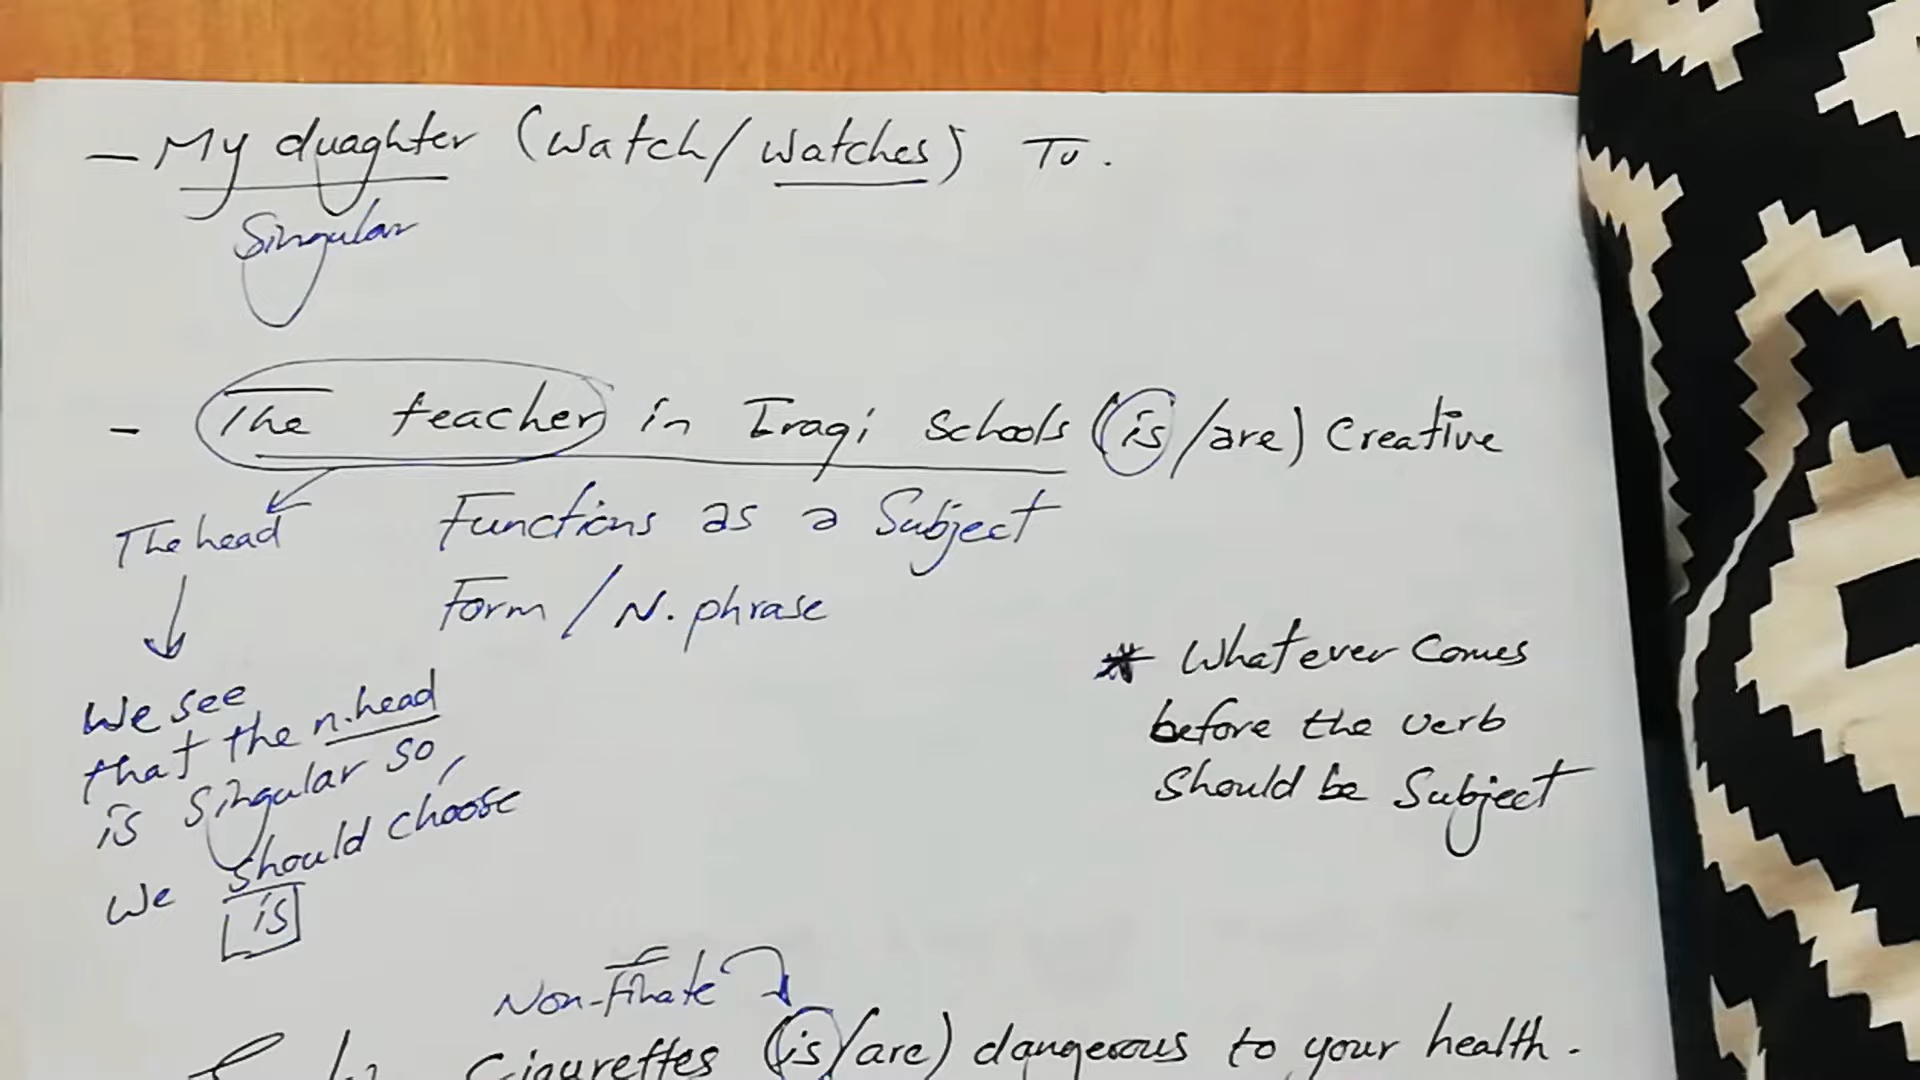 - My duaghter (watch/watches) Tv.
Singular
- The teacher in Iraqi Schools (is/are) Creative
The head
Functions as a Subject
Form / N. phrase
We see
that the n.head
is Singular so,
we should choose
is
* Whatever Comes
before the verb
Should be Subject
Non-Finate
Cigurettes (is/are) dangerous to your health.